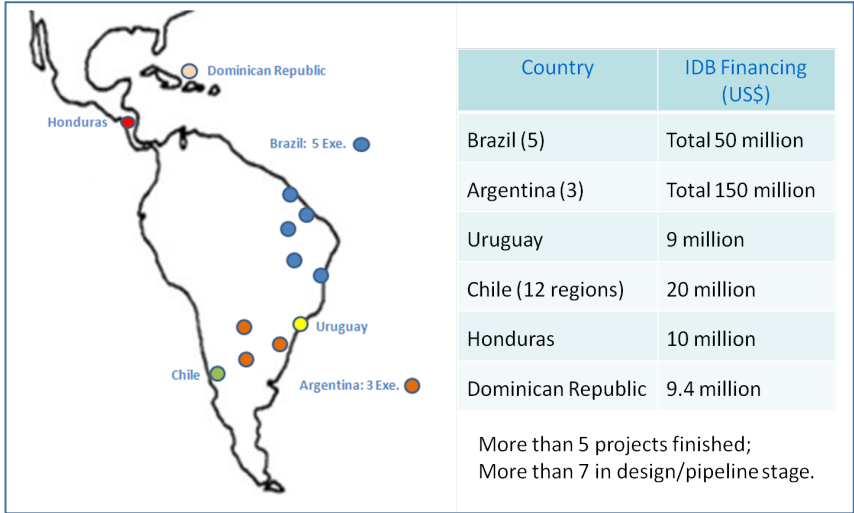 Dominican Republic
Honduras
Brazil: 5 Exe.
Uruguay
Chile
Argentina: 3 Exe.
Country IDB Financing
(US$)
Brazil (5) Total 50 million
Argentina (3) Total 150 million
Uruguay 9 million
Chile (12 regions) 20 million
Honduras 10 million
Dominican Republic 9.4 million
More than 5 projects finished;
More than 7 in design/pipeline stage.